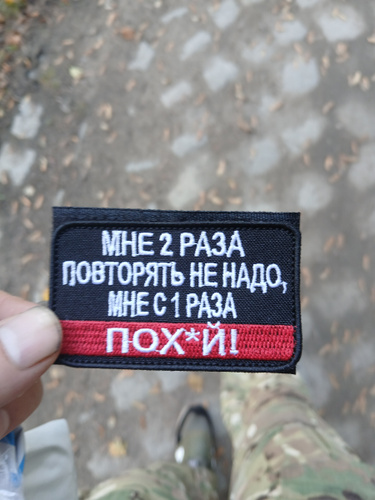 МНЕ 2 РАЗА
ПОВТОРЯТЬ НЕ НАДО,
МНЕ С 1 РАЗА
ПОХ*Й!